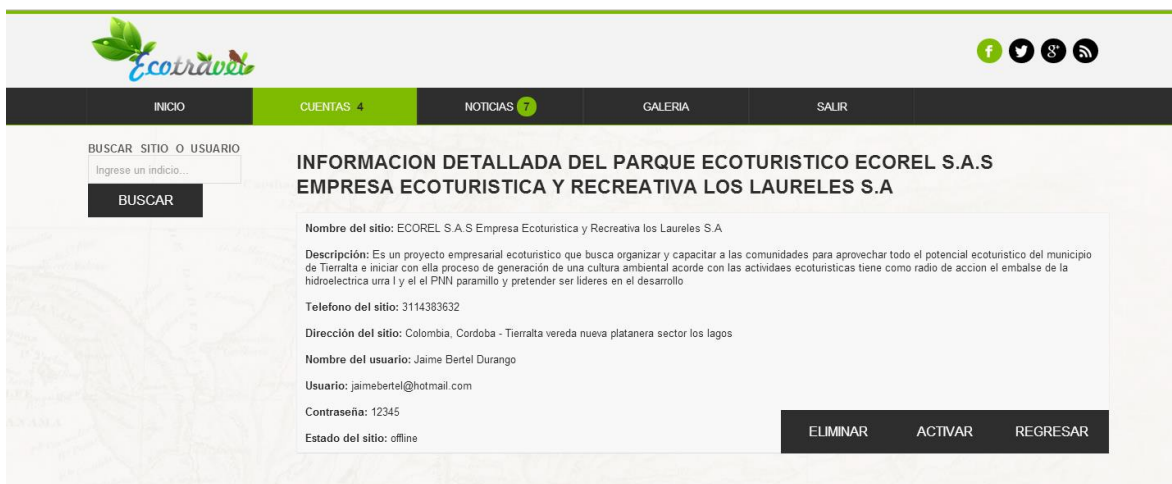 Ecotravel
INICIO
CUENTAS 4
NOTICIAS 7
GALERIA
SALIR
BUSCAR SITIO O USUARIO
Ingrese un indicio...
BUSCAR
INFORMACION DETALLADA DEL PARQUE ECOTURISTICO ECOREL S.A.S
EMPRESA ECOTURISTICA Y RECREATIVA LOS LAURELES S.A
Nombre del sitio: ECOREL S.A.S Empresa Ecoturistica y Recreativa los Laureles S.A
Descripción: Es un proyecto empresarial ecoturistico que busca organizar y capacitar a las comunidades para aprovechar todo el potencial ecoturistico del municipio
de Tierralta e iniciar con ella proceso de generación de una cultura ambiental acorde con las actividaes ecoturisticas tiene como radio de accion el embalse de la
hidroelectrica urra I y el el PNN paramillo y pretender ser lideres en el desarrollo
Telefono del sitio: 3114383632
Dirección del sitio: Colombia, Cordoba - Tierralta vereda nueva platanera sector los lagos
Nombre del usuario: Jaime Bertel Durango
Usuario: jaimebertel@hotmail.com
Contraseña: 12345
Estado del sitio: offline
ELIMINAR
ACTIVAR
REGRESAR